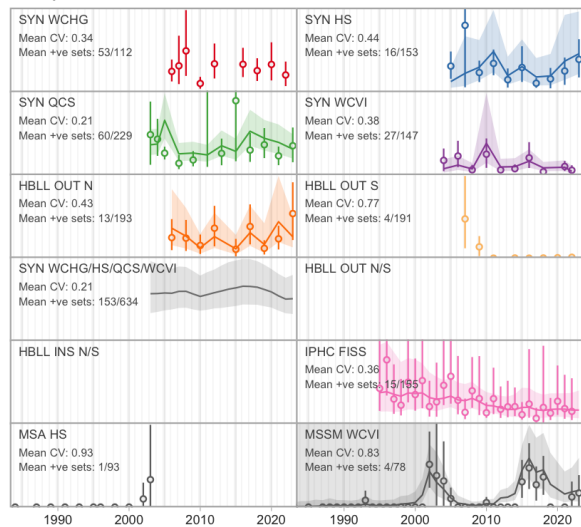 SYN WCHG
Mean CV: 0.34
Mean +ve sets: 53/112
SYN HS
Mean CV: 0.44
Mean +ve sets: 16/153
SYN QCS
Mean CV: 0.21
Mean +ve sets: 60/229
SYN WCVI
Mean CV: 0.38
Mean +ve sets: 27/147
HBLL OUT N
Mean CV: 0.43
Mean +ve sets: 13/193
HBLL OUT S
Mean CV: 0.77
Mean +ve sets: 4/191
SYN WCHG/HS/QCS/WCVI
Mean CV: 0.21
Mean +ve sets: 153/634
HBLL OUT N/S
HBLL INS N/S
IPHC FISS
Mean CV: 0.36
Mean +ve sets: 15/135
MSA HS
Mean CV: 0.93
Mean +ve sets: 1/93
MSSM WCVI
Mean CV: 0.83
Mean +ve sets: 4/78
1990 2000 2010 2020 1990 2000 2010 2020